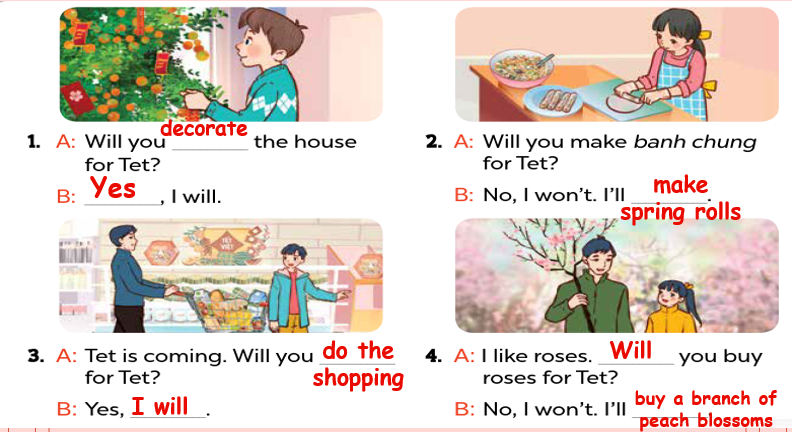 1. A: Will you decorate the house
for Tet?
B: Yes, I will.
2. A: Will you make banh chung
for Tet?
B: No, I won't. I'll make
spring rolls.
TẾT
VIỆT
3. A: Tet is coming. Will you do the
shopping
for Tet?
B: Yes, I will.
4. A: I like roses. Will you buy
roses for Tet?
B: No, I won't. I'll buy a branch of
peach blossoms